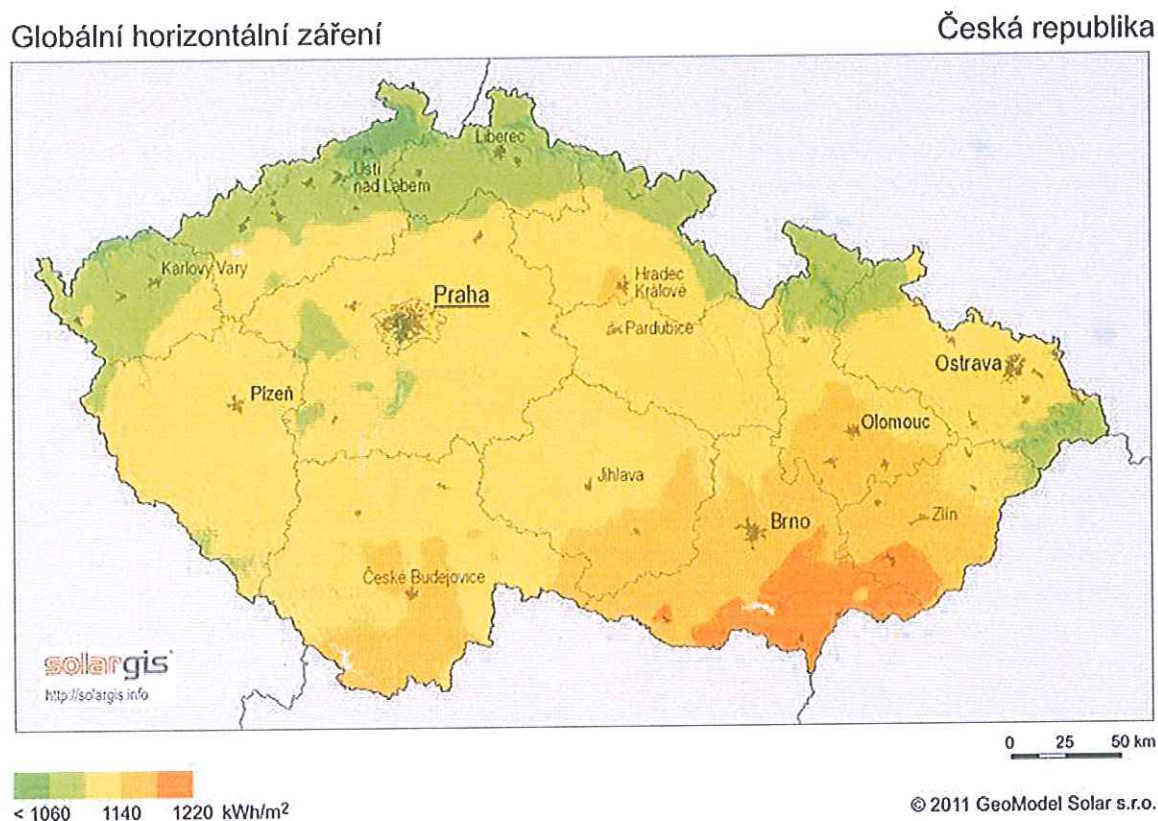 Globální horizontální záření
Česká republika
Liberec
Ústí
nad Labem
Karlovy Vary
Hradec
Králové
Praha
Pardubice
Ostrava
Plzeň
Olomouc
Jihlava
Brno
Zlín
České Budejovice
solargis
http://solargis.info
0 25 50 km
< 1060 1140 1220 kWh/m²
© 2011 GeoModel Solar s.r.o.